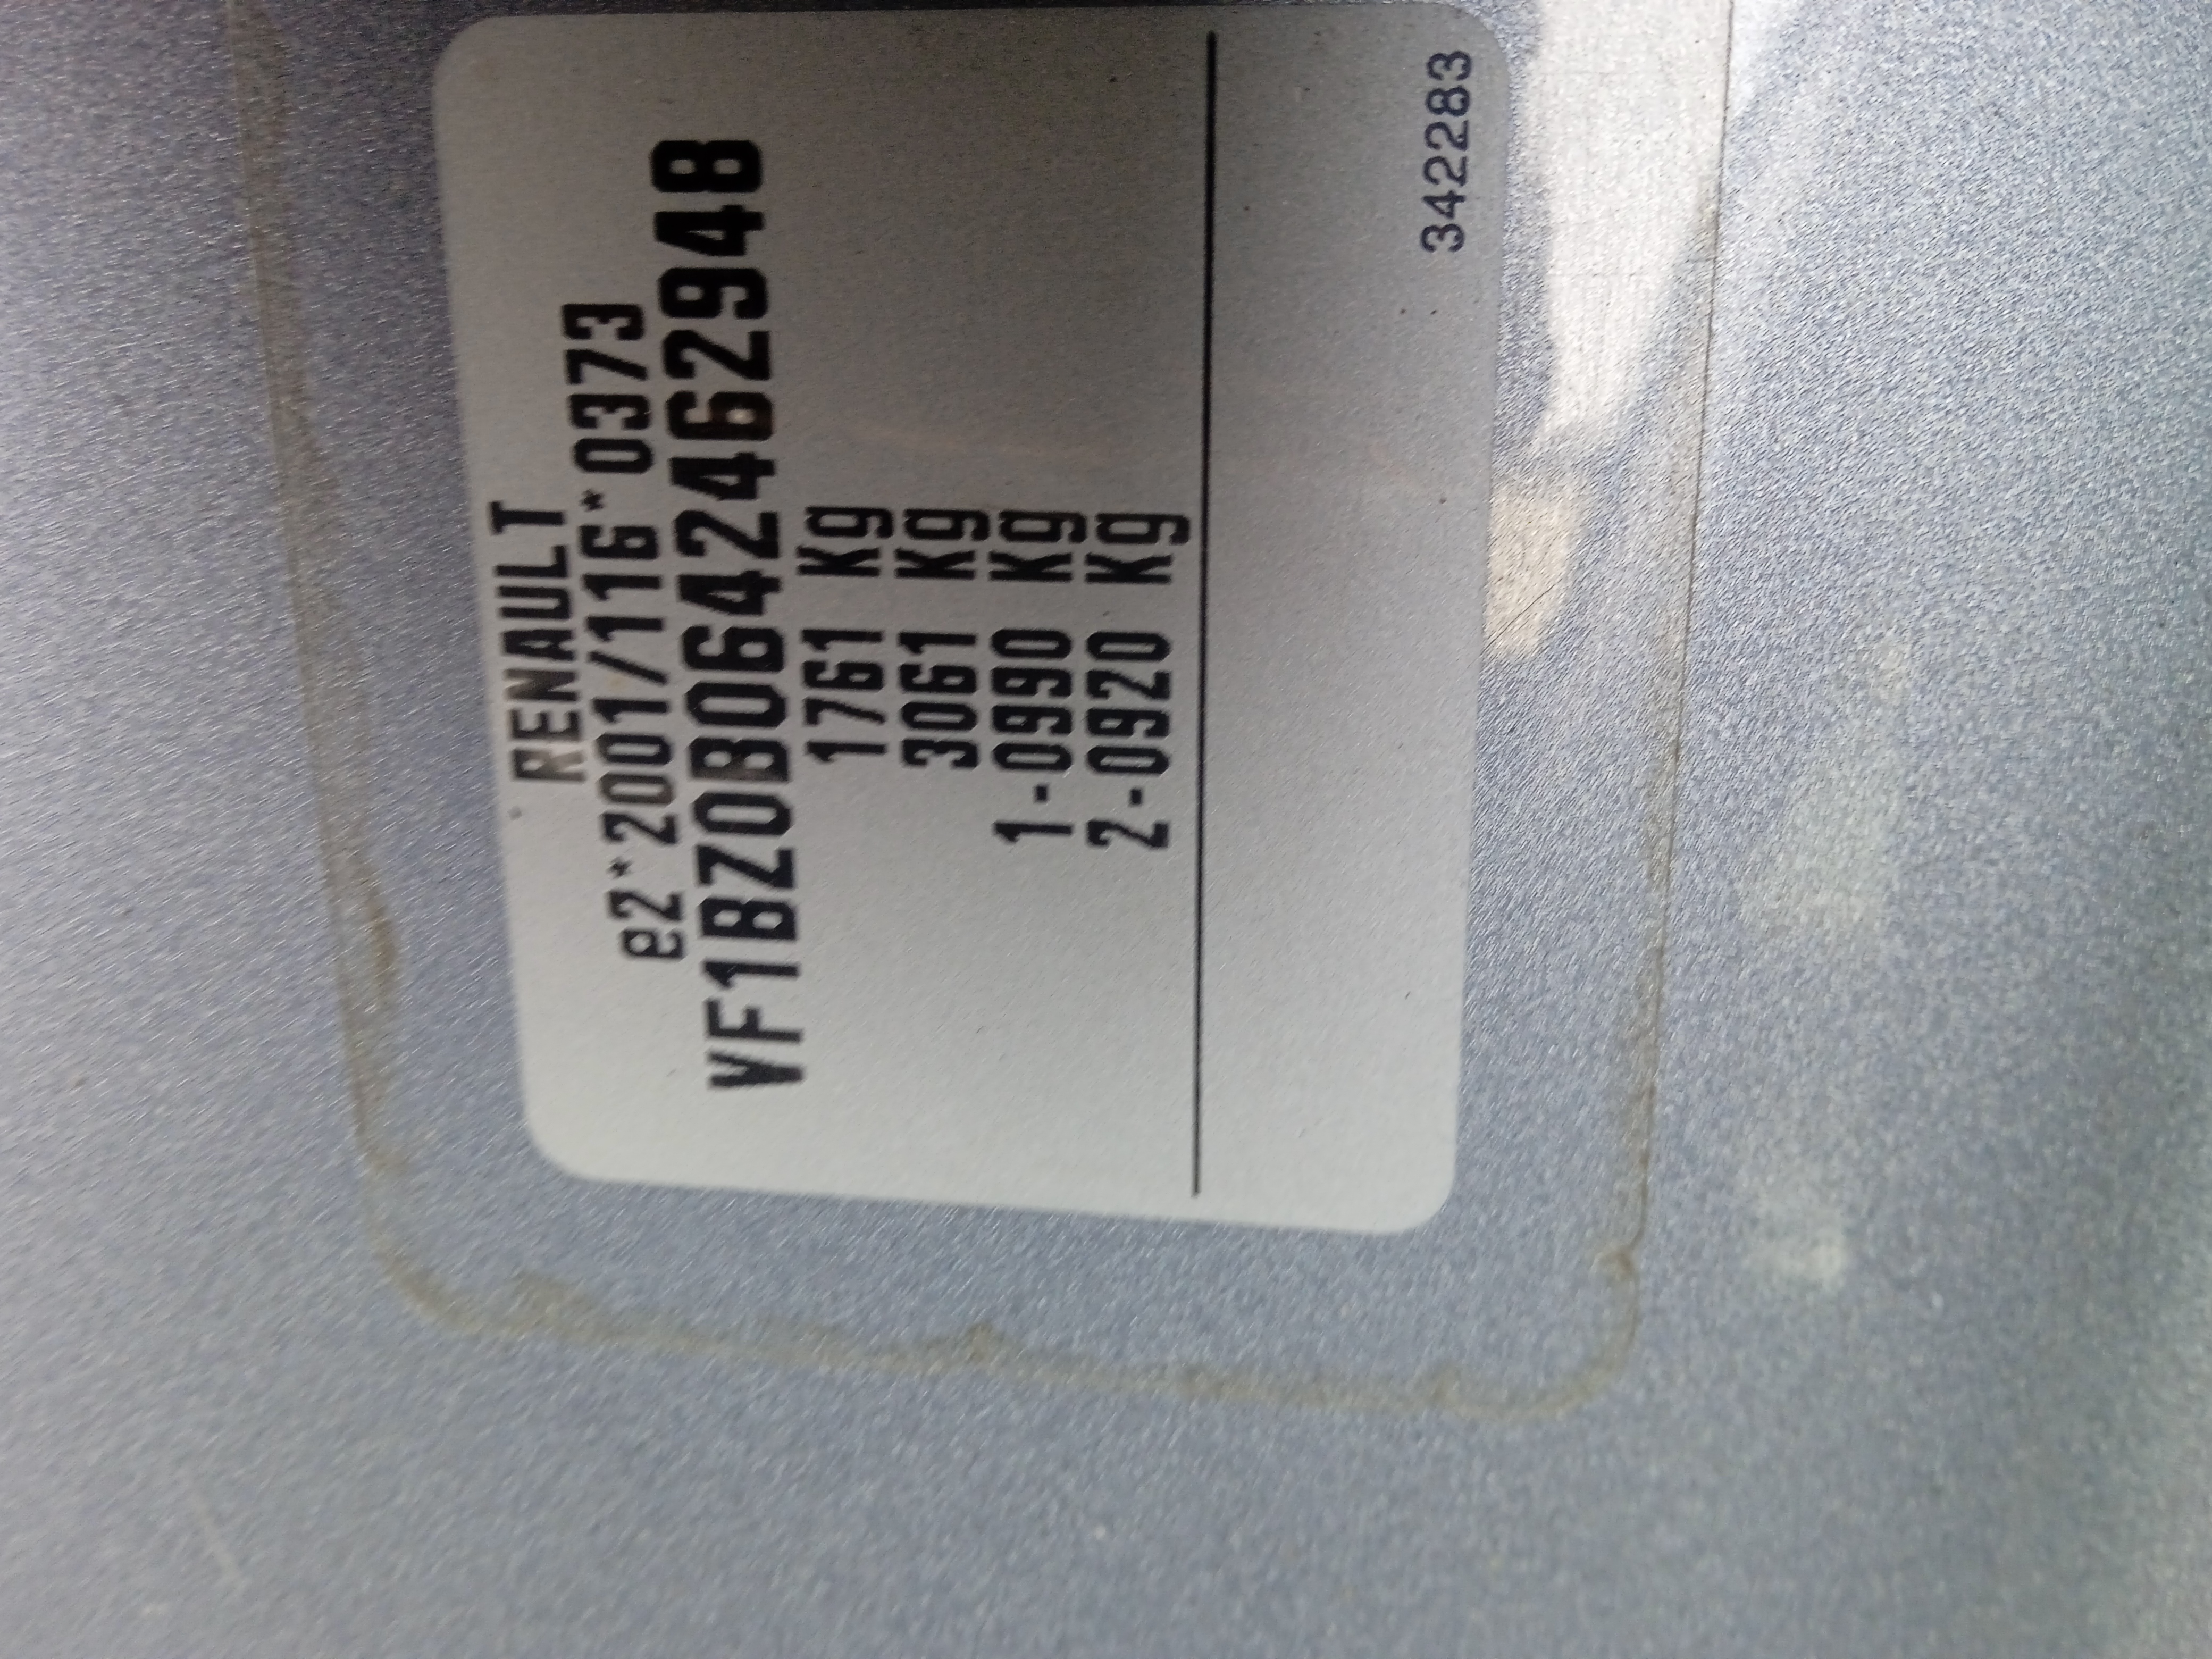 RENAULT
e2*2001/116*0373
VF1BZ0B0642462948
1761 Kg
3061 Kg
1-0990 Kg
2-0920 Kg
342283